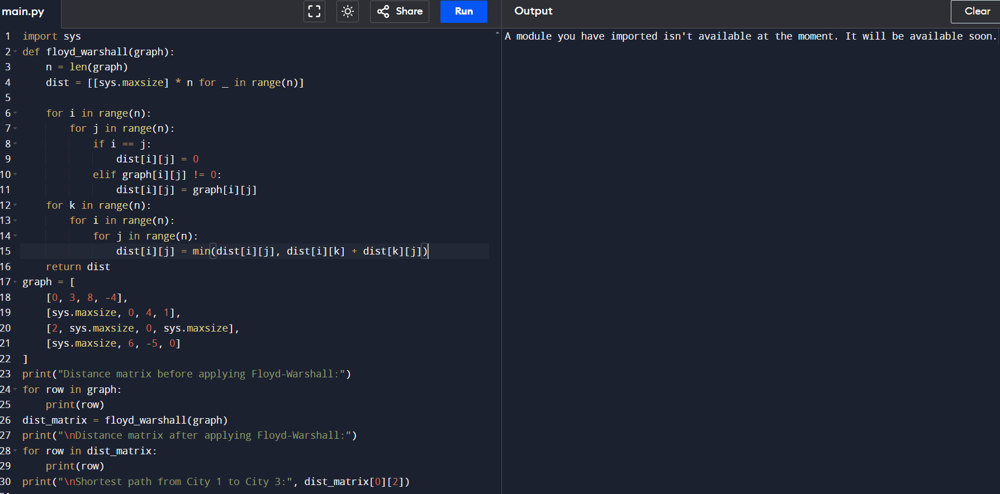 main.py Share Run Output Clear
1 import sys
2 def floyd_warshall(graph):
3     n = len(graph)
4     dist = [[sys.maxsize] * n for _ in range(n)]
5
6     for i in range(n):
7         for j in range(n):
8             if i == j:
9                 dist[i][j] = 0
10             elif graph[i][j] != 0:
11                 dist[i][j] = graph[i][j]
12     for k in range(n):
13         for i in range(n):
14             for j in range(n):
15                 dist[i][j] = min(dist[i][j], dist[i][k] + dist[k][j])
16     return dist
17 graph = [
18     [0, 3, 8, -4],
19     [sys.maxsize, 0, 4, 1],
20     [2, sys.maxsize, 0, sys.maxsize],
21     [sys.maxsize, 6, -5, 0]
22 ]
23 print("Distance matrix before applying Floyd-Warshall:")
24 for row in graph:
25     print(row)
26 dist_matrix = floyd_warshall(graph)
27 print("\nDistance matrix after applying Floyd-Warshall:")
28 for row in dist_matrix:
29     print(row)
30 print("\nShortest path from City 1 to City 3:", dist_matrix[0][2])
A module you have imported isn't available at the moment. It will be available soon.